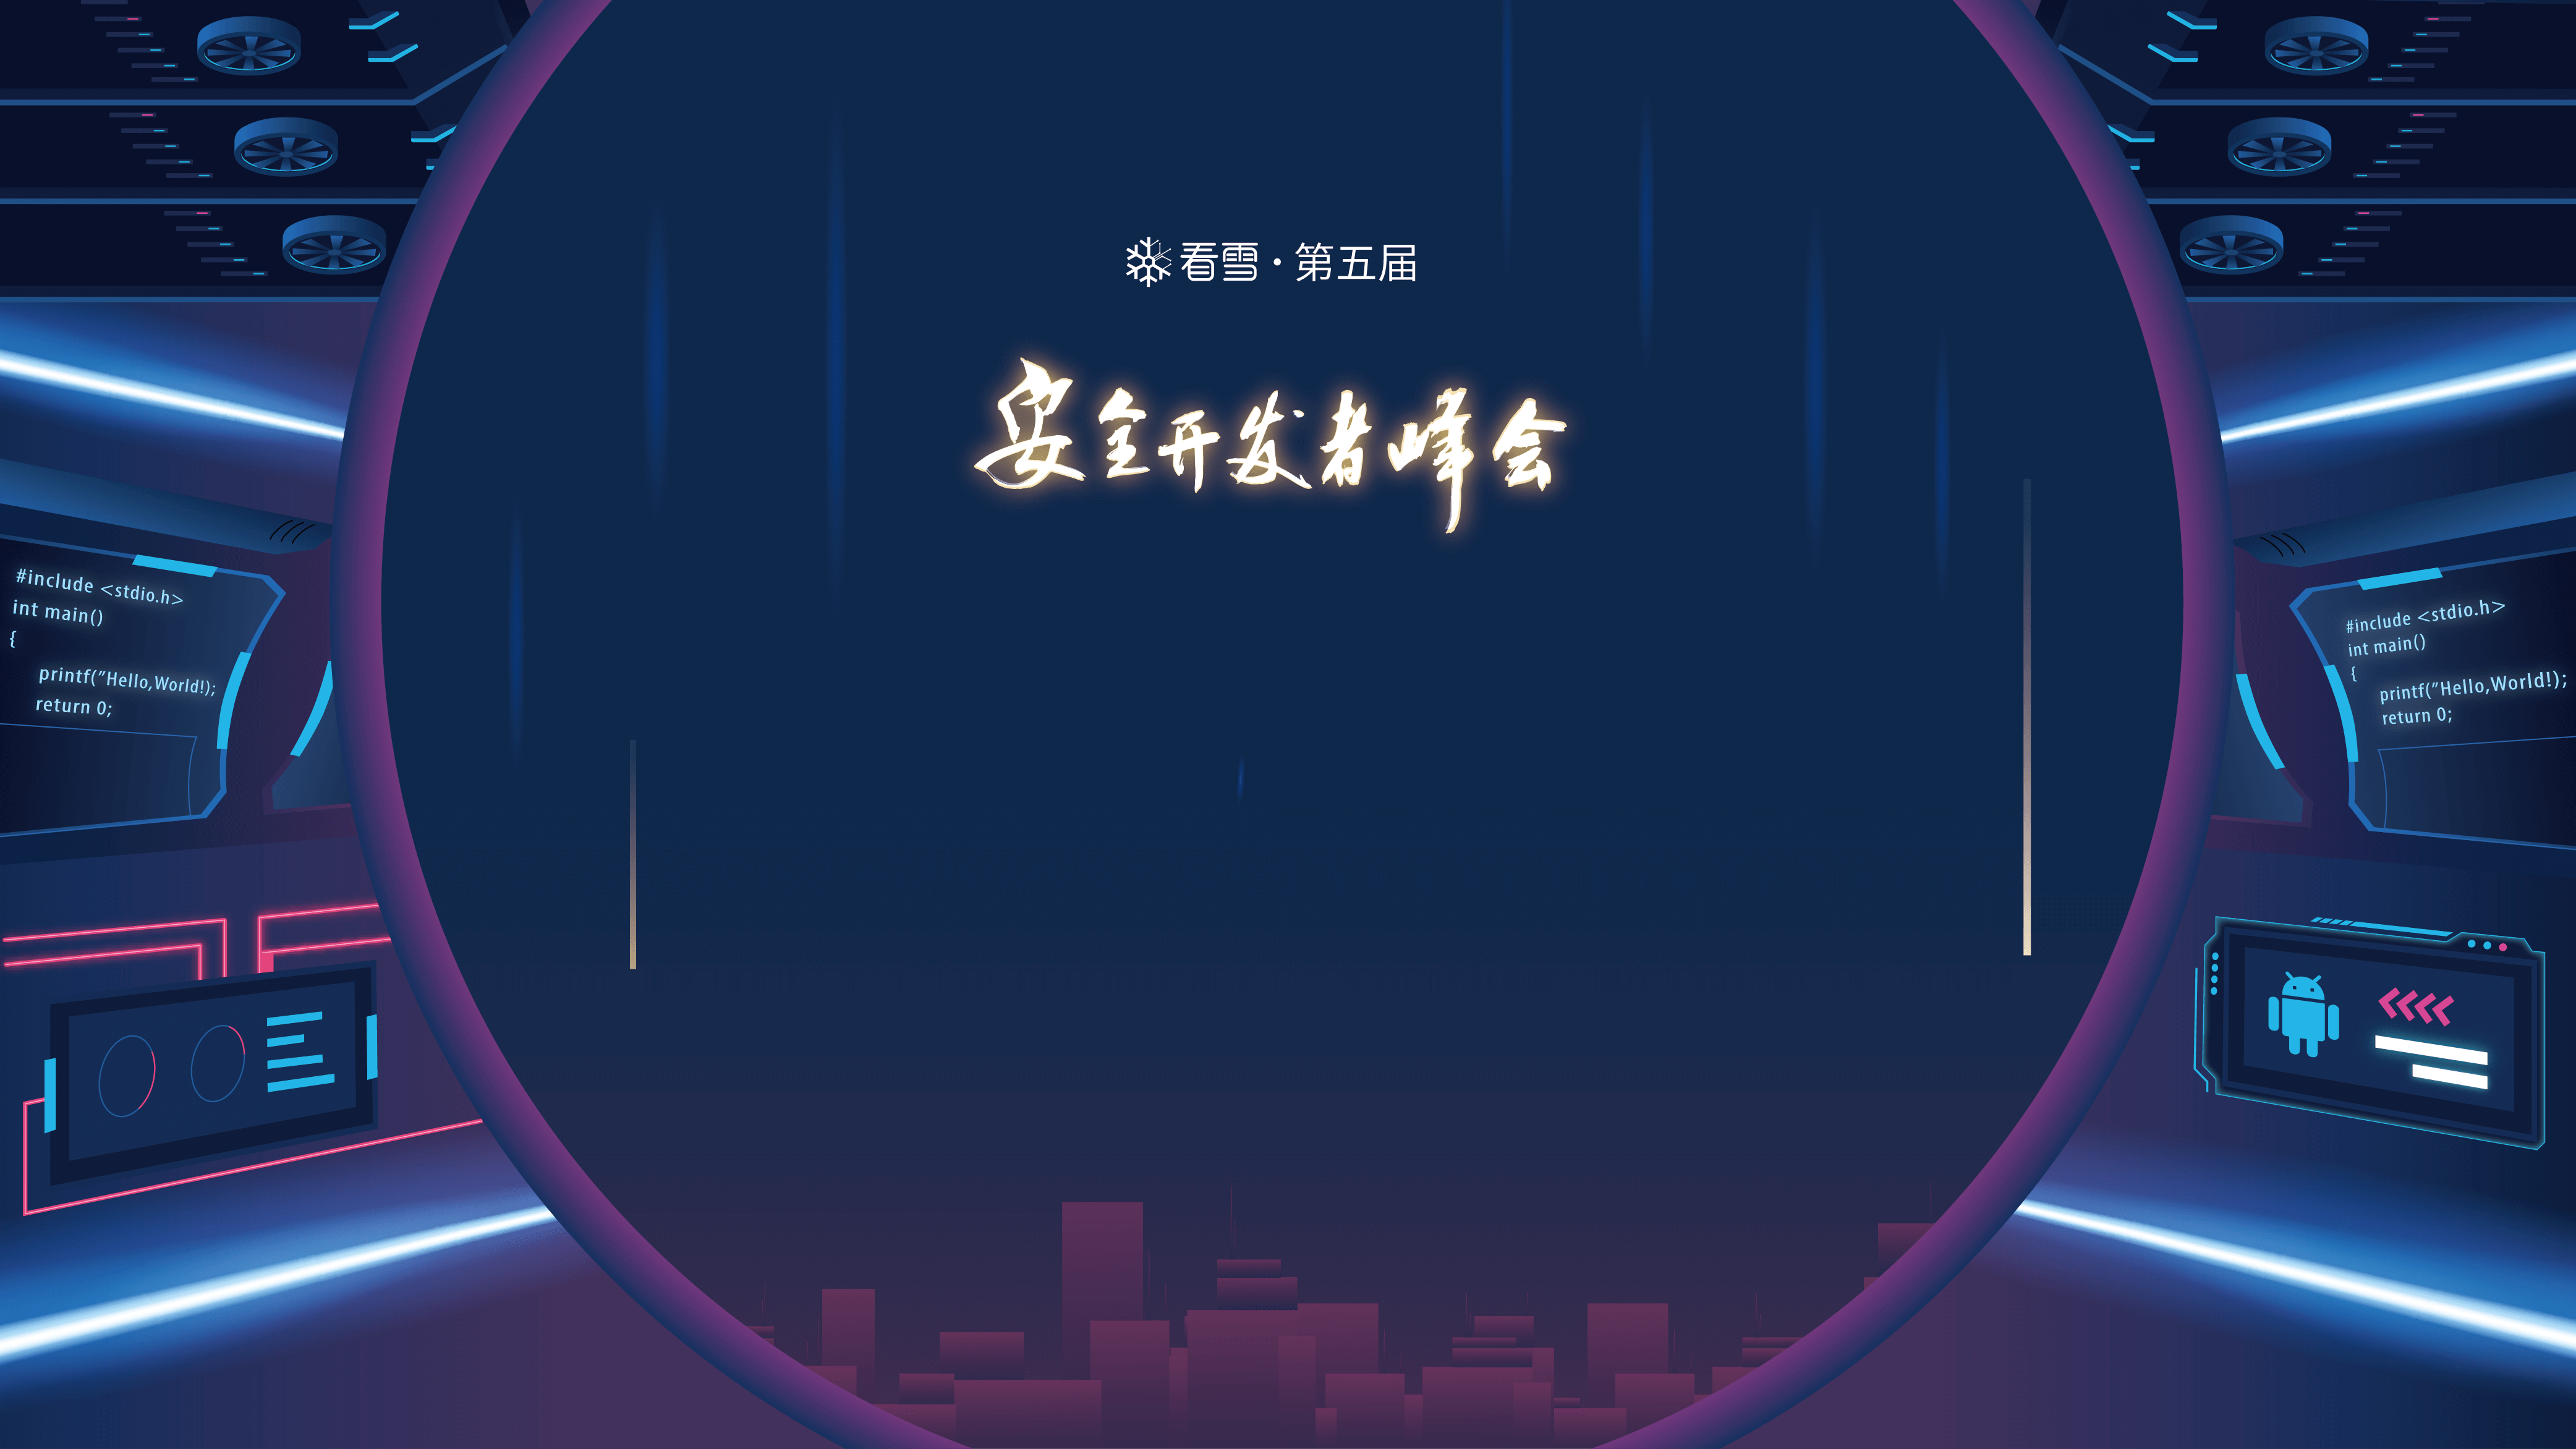 看雪·第五届
安全开发者峰会
#include <stdio.h>
int main()
{
printf("Hello,World!);
return 0;
#include <stdio.h>
int main()
{
printf("Hello,World!);
return 0;